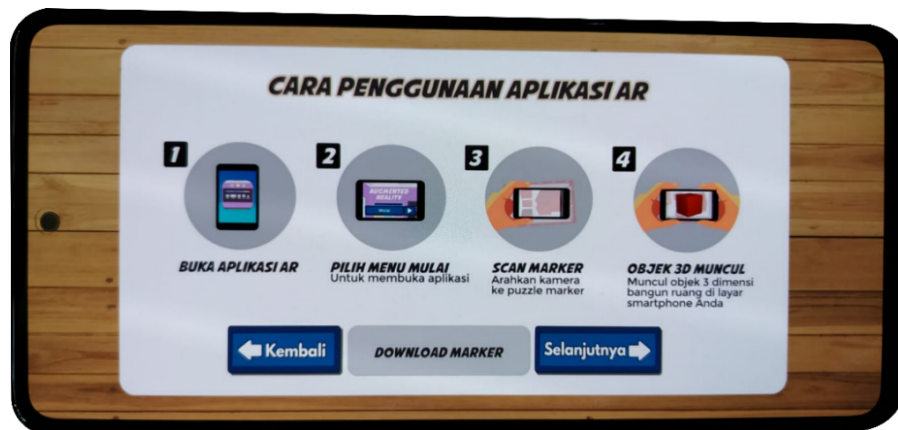 CARA PENGGUNAAN APLIKASI AR
1
BUKA APLIKASI AR
2
AUGMENTED
REALITY
PILIH MENU MULAI
Untuk membuka aplikasi
3
SCAN MARKER
Arahkan kamera
ke puzzle marker
4
OBJEK 3D MUNCUL
Muncul objek 3 dimensi
bangun ruang di layar
smartphone Anda
Kembali
DOWNLOAD MARKER
Selanjutnya